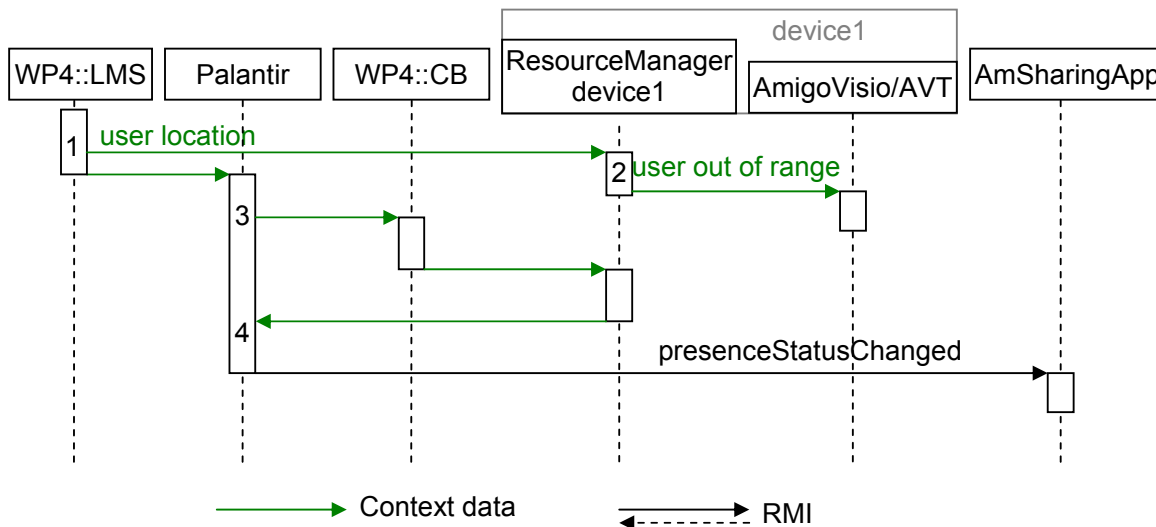 device1
WP4::LMS
Palantir
WP4::CB
ResourceManager
device1
AmigoVisio/AVT
AmSharingApp
1
user location
2
user out of range
3
4
presenceStatusChanged
Context data
RMI